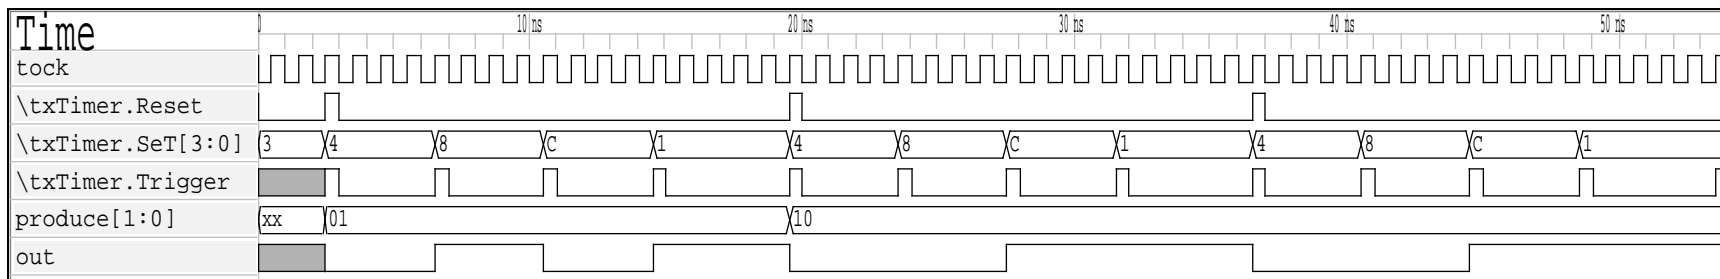 Time 0 10 ns 20 ns 30 ns 40 ns 50 ns
tock
\txTimer.Reset
\txTimer.SeT[3:0] 3 4 8 C 1 4 8 C 1 4 8 C 1
\txTimer.Trigger
produce[1:0] xx 01 10
out